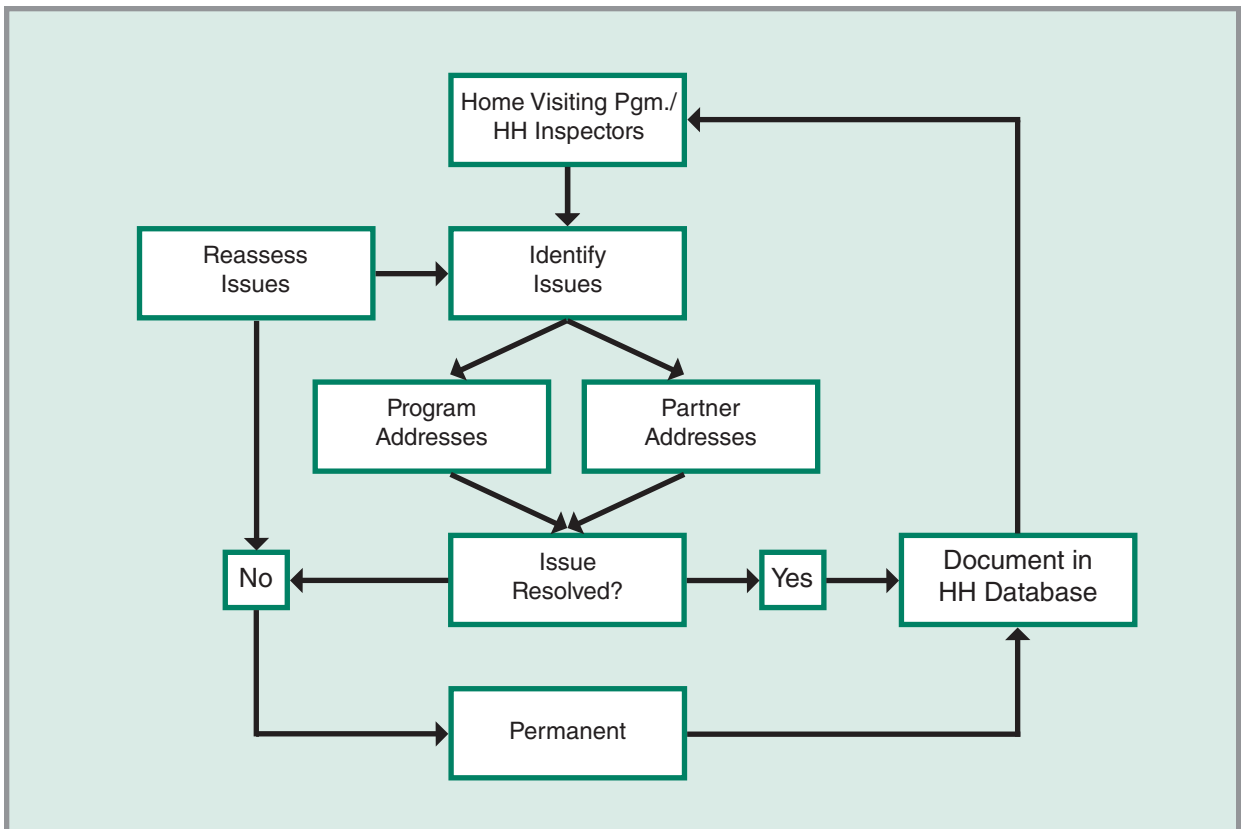 Home Visiting Pgm./
HH Inspectors
Reassess
Issues
Identify
Issues
Program
Addresses
Partner
Addresses
No
Issue
Resolved?
Yes
Document in
HH Database
Permanent